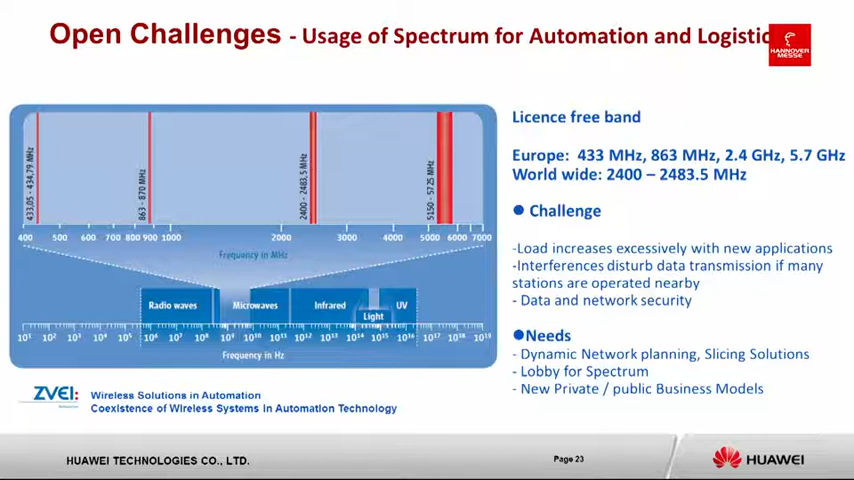 Open Challenges - Usage of Spectrum for Automation and Logistic
HANNOVER
MESSE
433,05 - 434,79 MHz
863 - 870 MHz
2400 - 2483.5 MHz
5150 - 5725 MHz
400 500 600 700 800 900 1000 2000 3000 4000 5000 6000 7000
Frequency in MHz
Radio waves Microwaves Infrared Light UV
10¹ 10² 10³ 10⁴ 10⁵ 10⁶ 10⁷ 10⁸ 10⁹ 10¹⁰ 10¹¹ 10¹² 10¹³ 10¹⁴ 10¹⁵ 10¹⁶ 10¹⁷ 10¹⁸ 10¹⁹
Frequency in Hz
Licence free band
Europe: 433 MHz, 863 MHz, 2.4 GHz, 5.7 GHz
World wide: 2400 – 2483.5 MHz
● Challenge
-Load increases excessively with new applications
-Interferences disturb data transmission if many
stations are operated nearby
- Data and network security
●Needs
- Dynamic Network planning, Slicing Solutions
- Lobby for Spectrum
- New Private / public Business Models
ZVEI:
Wireless Solutions in Automation
Coexistence of Wireless Systems in Automation Technology
HUAWEI TECHNOLOGIES CO., LTD.
Page 23
HUAWEI